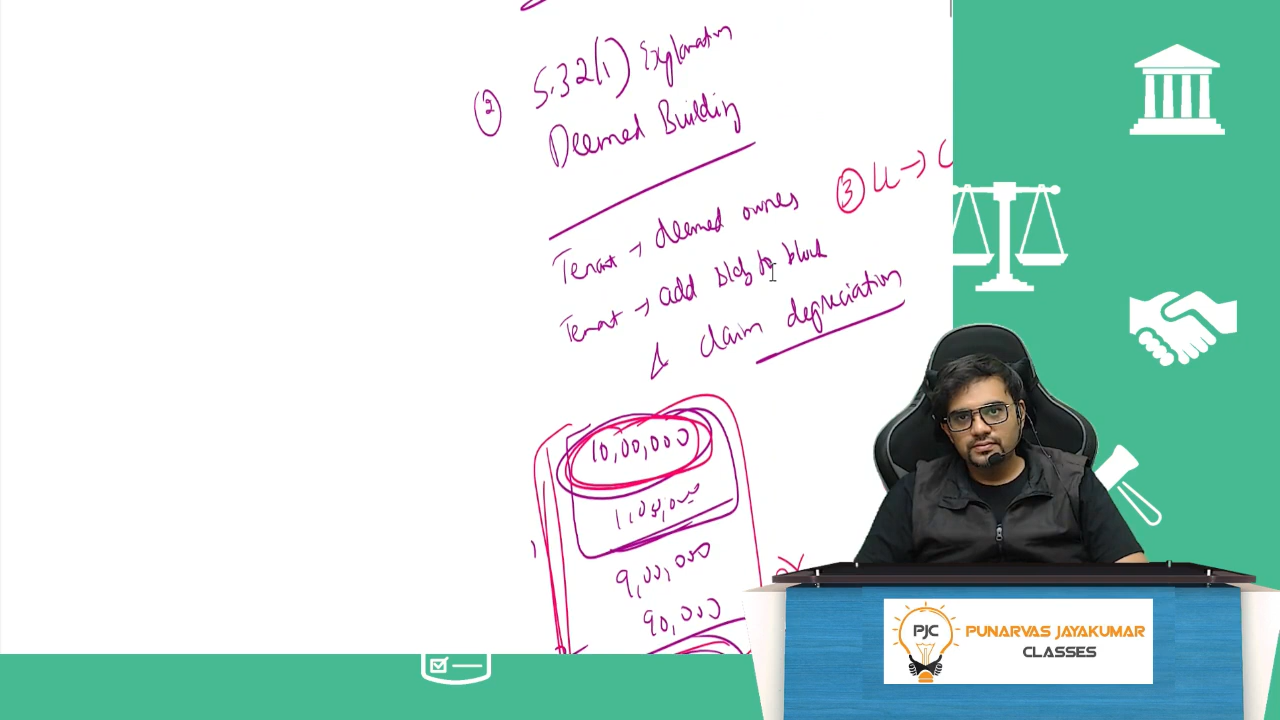 ② S.32(1) Explanation
Deemed Building
Tenant → deemed owner
Tenant → add bldg to block
& claim depreciation
③ LL →
10,00,000
1,00,000
9,00,000
90,000
PJC
PUNARVAS JAYAKUMAR
CLASSES